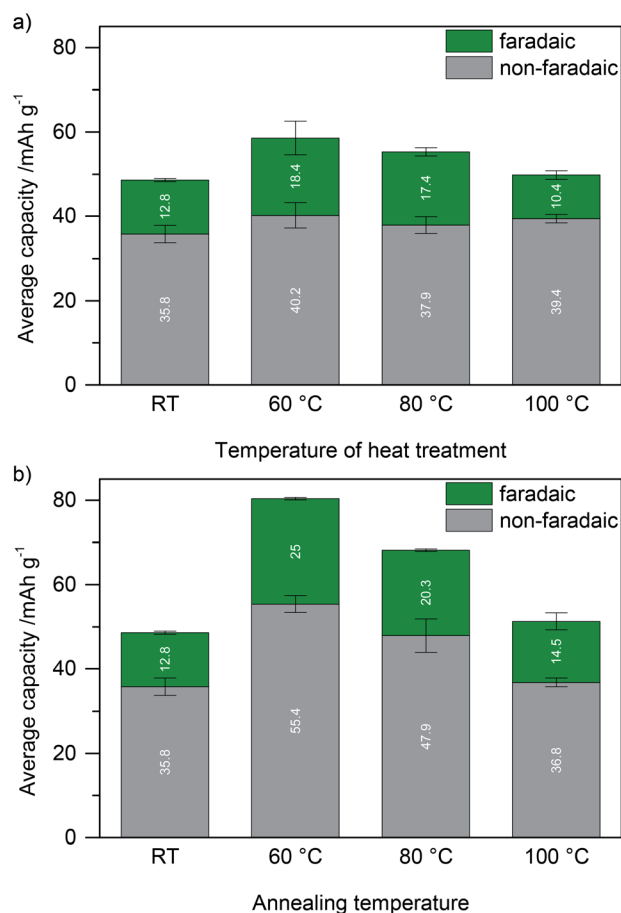 a)
80
60
40
20
0
Average capacity /mAh g⁻¹
faradaic
non-faradaic
12.8
18.4
17.4
10.4
35.8
40.2
37.9
39.4
RT
60 °C
80 °C
100 °C
Temperature of heat treatment
b)
80
60
40
20
0
Average capacity /mAh g⁻¹
faradaic
non-faradaic
12.8
25
20.3
14.5
35.8
55.4
47.9
36.8
RT
60 °C
80 °C
100 °C
Annealing temperature